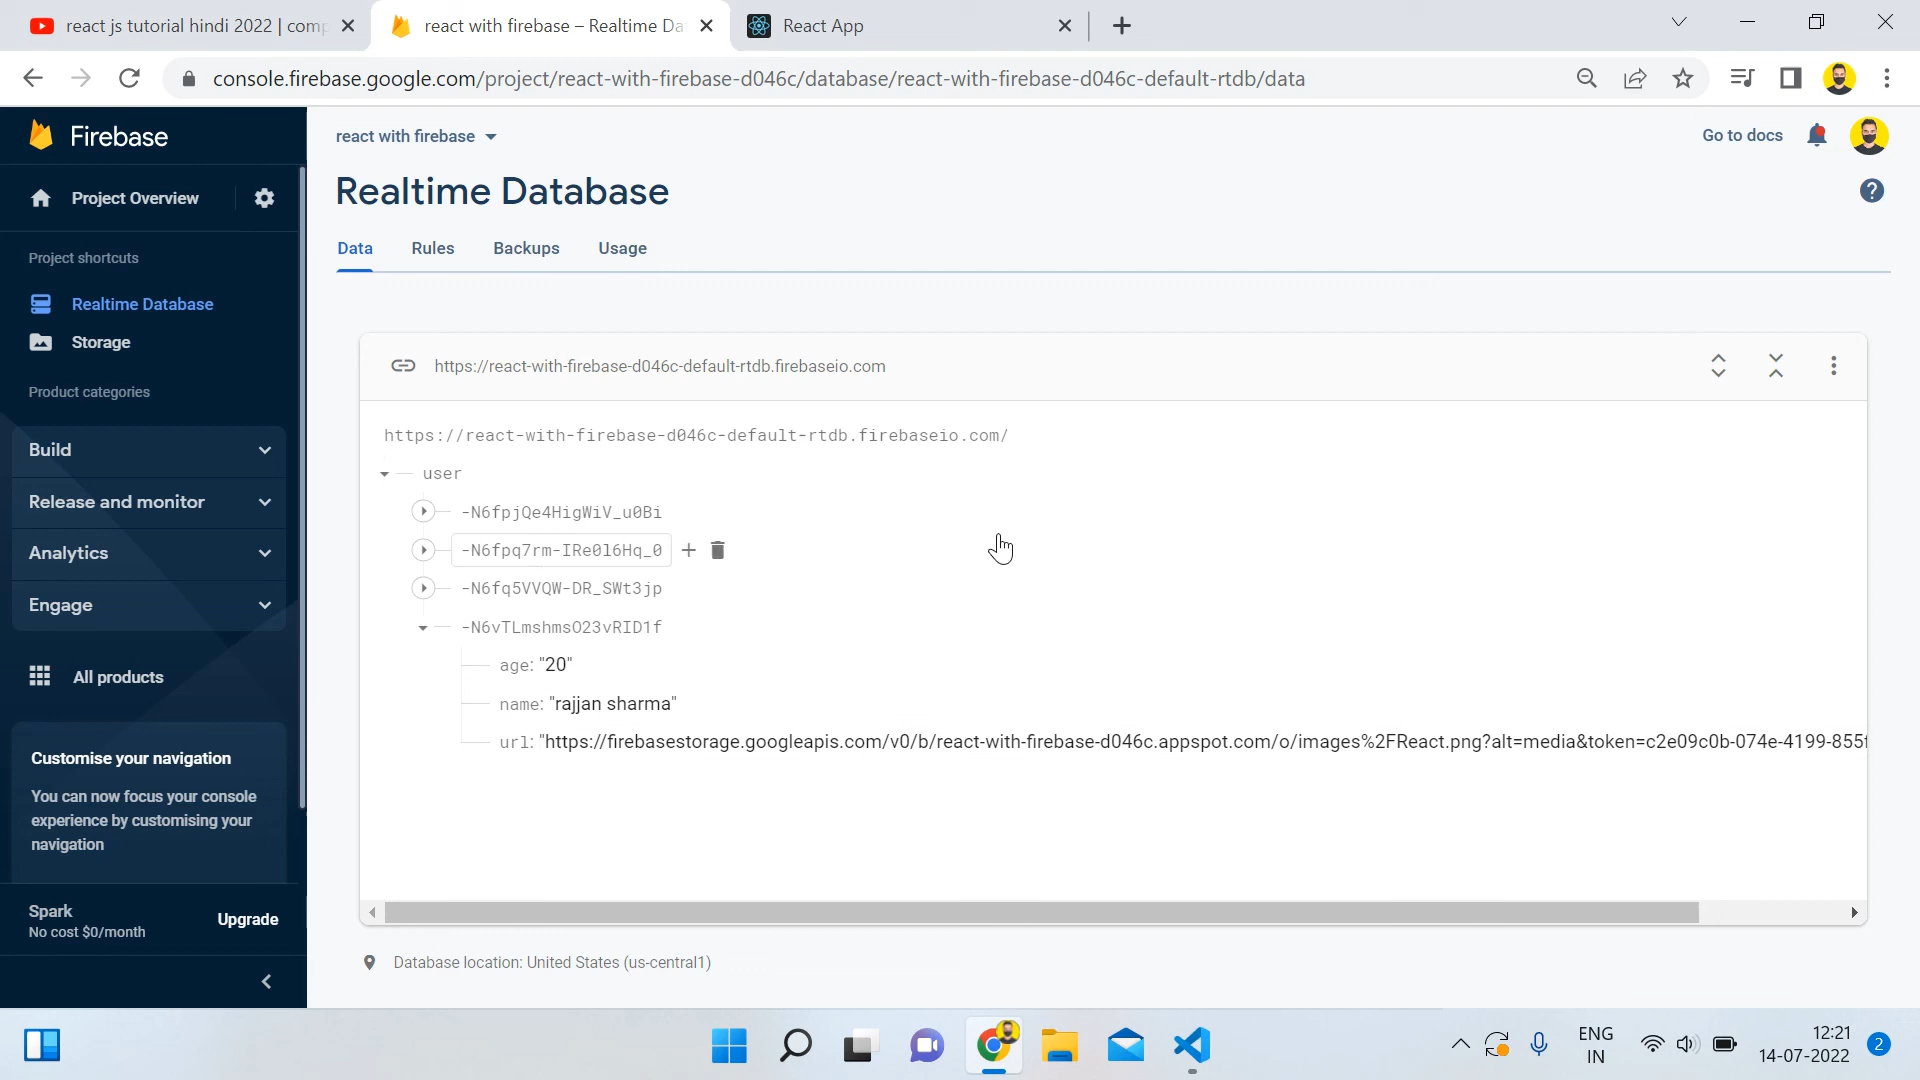 react js tutorial hindi 2022 | comp
react with firebase – Realtime Da
React App
console.firebase.google.com/project/react-with-firebase-d046c/database/react-with-firebase-d046c-default-rtdb/data
Firebase
react with firebase
Go to docs
Project Overview
Realtime Database
Data
Rules
Backups
Usage
Project shortcuts
Realtime Database
Storage
Product categories
Build
Release and monitor
Analytics
Engage
All products
Customise your navigation
You can now focus your console
experience by customising your
navigation
Spark
No cost $0/month
Upgrade
https://react-with-firebase-d046c-default-rtdb.firebaseio.com
https://react-with-firebase-d046c-default-rtdb.firebaseio.com/
user
-N6fpjQe4HigWiV_u0Bi
-N6fpq7rm-IRe0l6Hq_0
-N6fq5VVQW-DR_SWt3jp
-N6vTLmshmsO23vRID1f
age: "20"
name: "rajjan sharma"
url: "https://firebasestorage.googleapis.com/v0/b/react-with-firebase-d046c.appspot.com/o/images%2FReact.png?alt=media&token=c2e09c0b-074e-4199-855f
Database location: United States (us-central1)
ENG
IN
12:21
14-07-2022
2